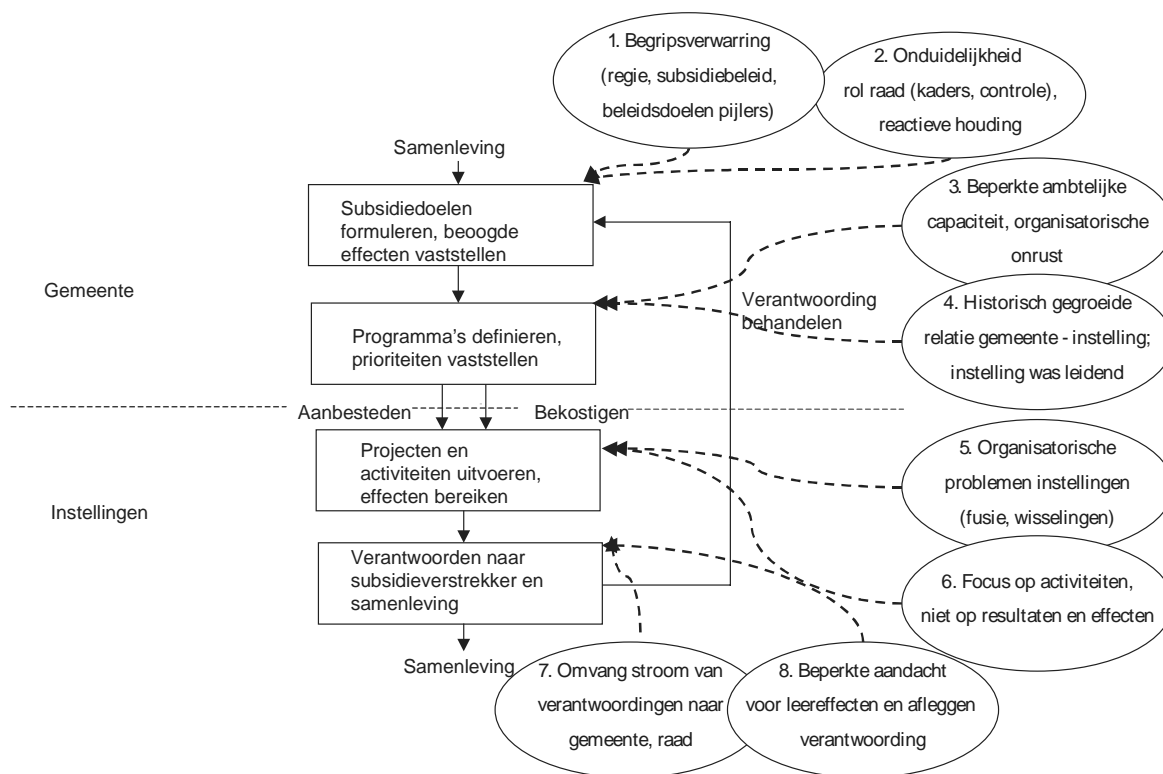 1. Begripsverwarring
(regie, subsidiebeleid,
beleidsdoelen pijlers)
2. Onduidelijkheid
rol raad (kaders, controle),
reactieve houding
Samenleving
Subsidiedoelen
formuleren, beoogde
effecten vaststellen
3. Beperkte ambtelijke
capaciteit, organisatorische
onrust
Gemeente
Programma's definiëren,
prioriteiten vaststellen
Verantwoording
behandelen
4. Historisch gegroeide
relatie gemeente - instelling;
instelling was leidend
Aanbesteden
Bekostigen
Projecten en
activiteiten uitvoeren,
effecten bereiken
5. Organisatorische
problemen instellingen
(fusie, wisselingen)
Instellingen
Verantwoorden naar
subsidieverstrekker en
samenleving
6. Focus op activiteiten,
niet op resultaten en effecten
Samenleving
7. Omvang stroom van
verantwoordingen naar
gemeente, raad
8. Beperkte aandacht
voor leereffecten en afleggen
verantwoording